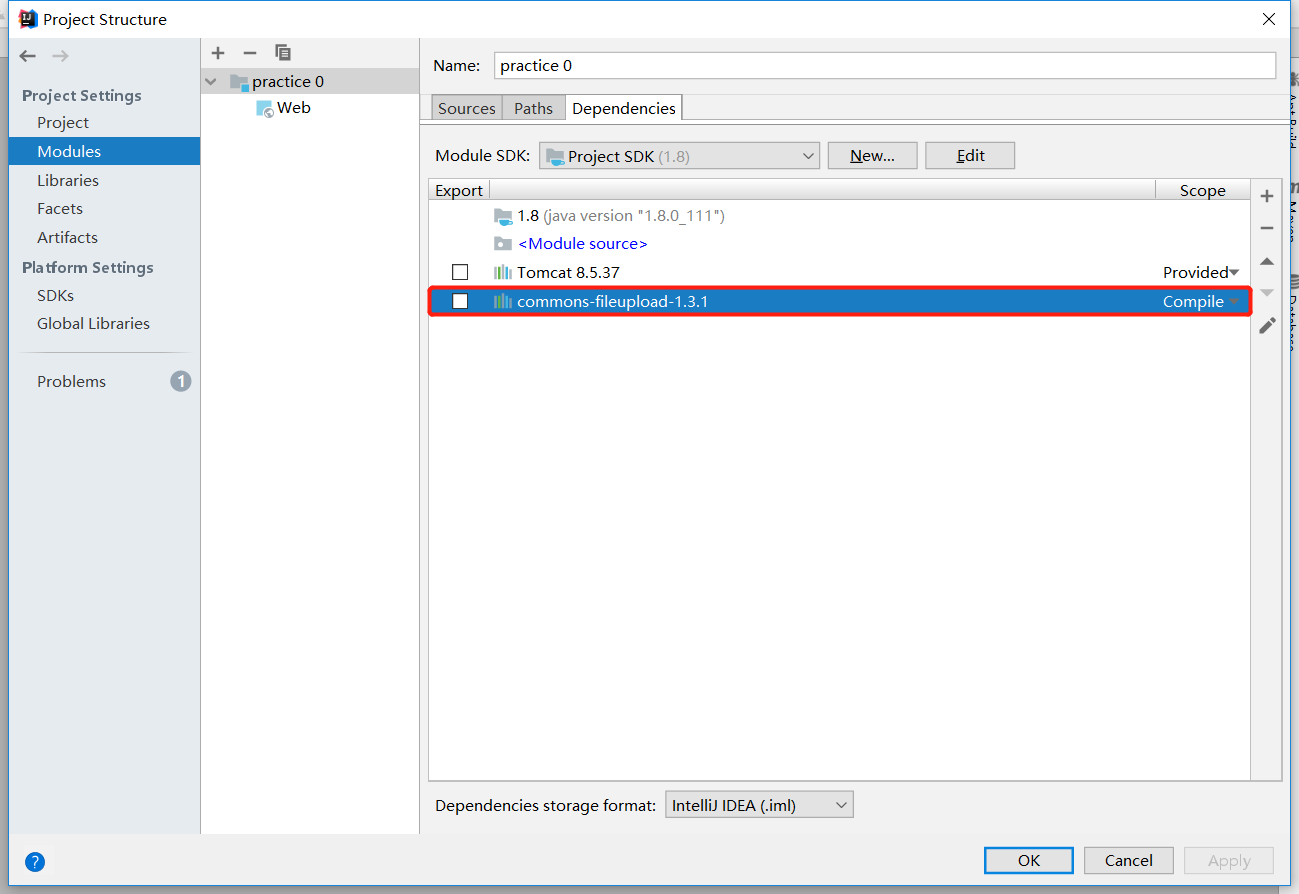 Project Structure
Project Settings
Project
Modules
Libraries
Facets
Artifacts
Platform Settings
SDKs
Global Libraries
Problems 1
practice 0
Web
Name: practice 0
Sources Paths Dependencies
Module SDK: Project SDK (1.8) New... Edit
Export Scope
1.8 (java version "1.8.0_111")
<Module source>
Tomcat 8.5.37 Provided
commons-fileupload-1.3.1 Compile
Dependencies storage format: IntelliJ IDEA (.iml)
? OK Cancel Apply